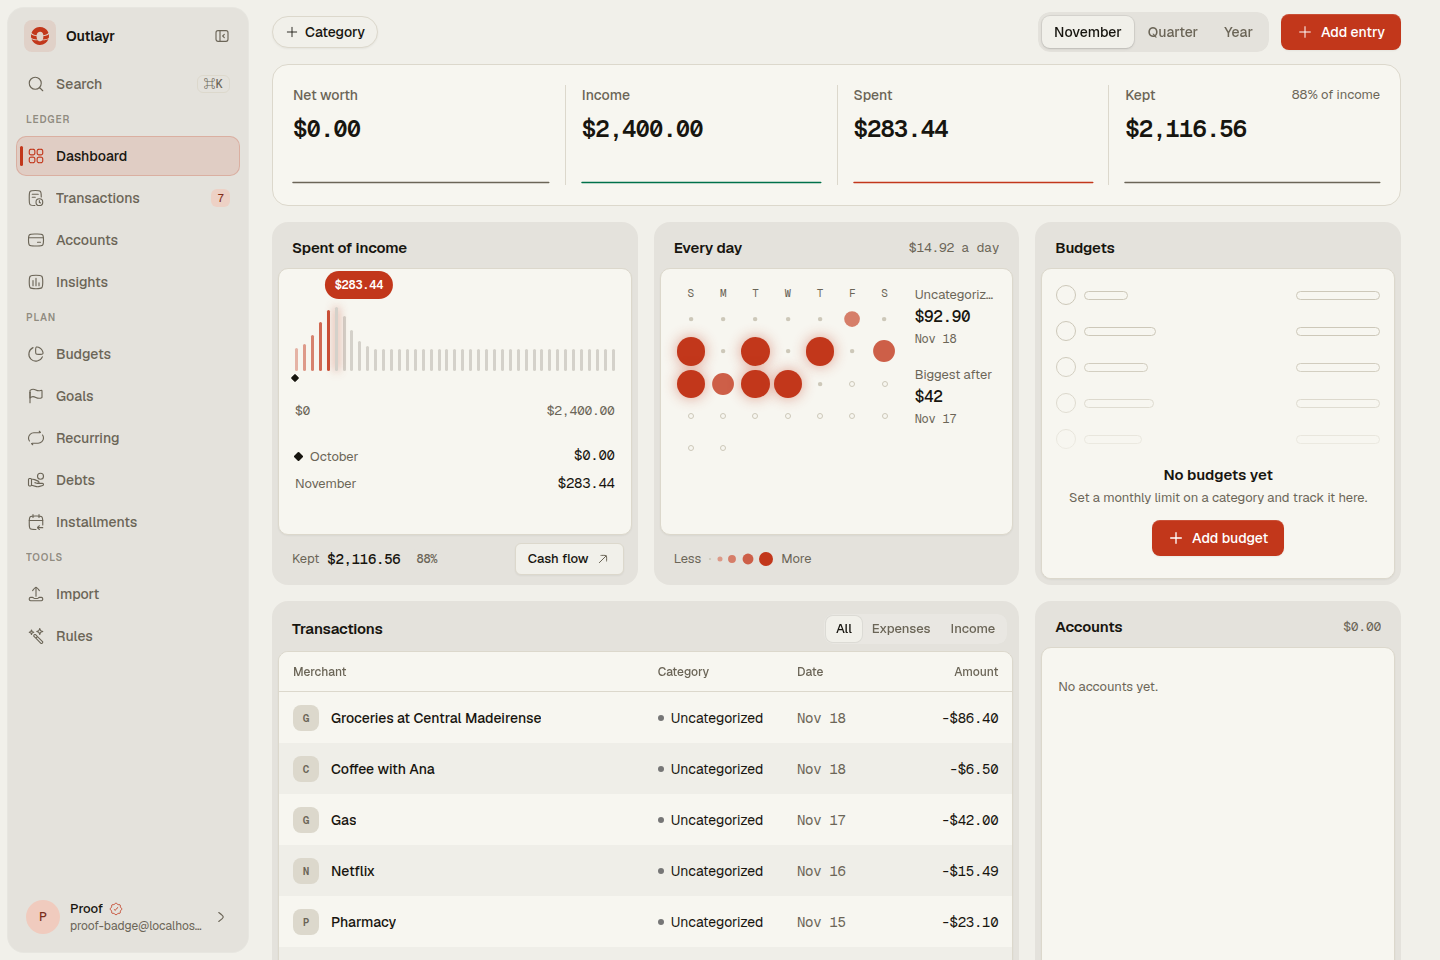 Outlayr
Search ⌘K
LEDGER
Dashboard
Transactions 7
Accounts
Insights
PLAN
Budgets
Goals
Recurring
Debts
Installments
TOOLS
Import
Rules
P
Proof
proof-badge@localhos...
+ Category
November Quarter Year
+ Add entry
Net worth
$0.00
Income
$2,400.00
Spent
$283.44
Kept 88% of income
$2,116.56
Spent of income
$283.44
$0 $2,400.00
October $0.00
November $283.44
Kept $2,116.56 88% Cash flow
Every day $14.92 a day
S M T W T F S
Uncategoriz...
$92.90
Nov 18
Biggest after
$42
Nov 17
Less More
Budgets
No budgets yet
Set a monthly limit on a category and track it here.
+ Add budget
Transactions All Expenses Income
Merchant Category Date Amount
G Groceries at Central Madeirense Uncategorized Nov 18 -$86.40
C Coffee with Ana Uncategorized Nov 18 -$6.50
G Gas Uncategorized Nov 17 -$42.00
N Netflix Uncategorized Nov 16 -$15.49
P Pharmacy Uncategorized Nov 15 -$23.10
Accounts $0.00
No accounts yet.